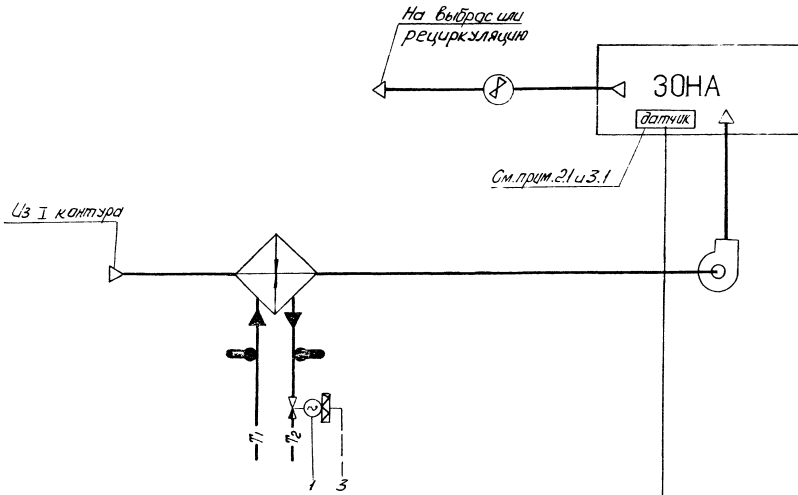 На выброс или
рециркуляцию
ЗОНА
датчик
См. прим. 2.1 и 3.1
Из I контура
T1
T2
1
3